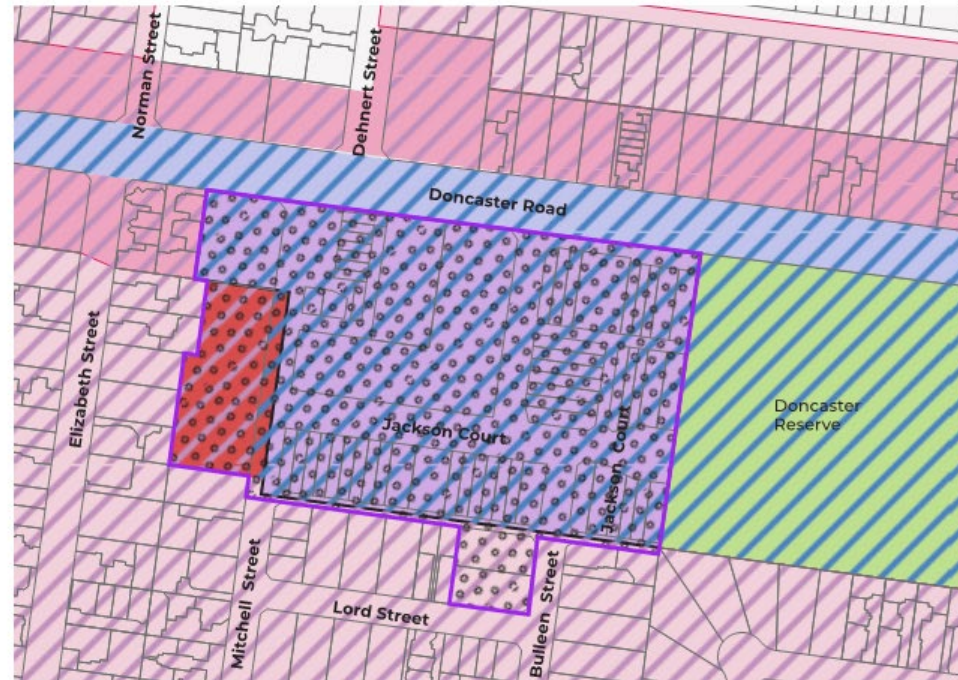 Norman Street
Dehnert Street
Doncaster Road
Elizabeth Street
Doncaster
Reserve
Jackson Court
Jackson Court
Mitchell Street
Lord Street
Bulleen Street